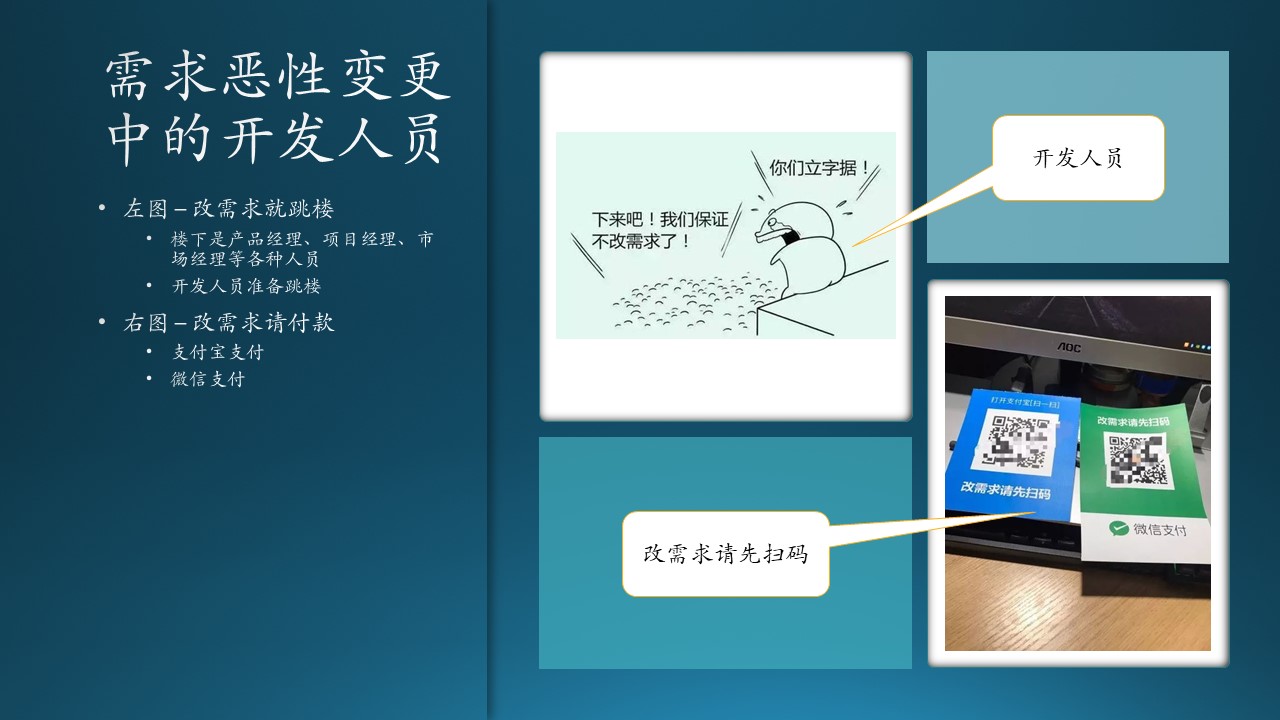 需求恶性变更
中的开发人员
• 左图 – 改需求就跳楼
• 楼下是产品经理、项目经理、市
场经理等各种人员
• 开发人员准备跳楼
• 右图 – 改需求请付款
• 支付宝支付
• 微信支付
你们立字据！
下来吧！我们保证
不改需求了！
开发人员
改需求请先扫码
AOC
打开支付宝[扫一扫]
改需求请先扫码
改需求请先扫码
微信支付